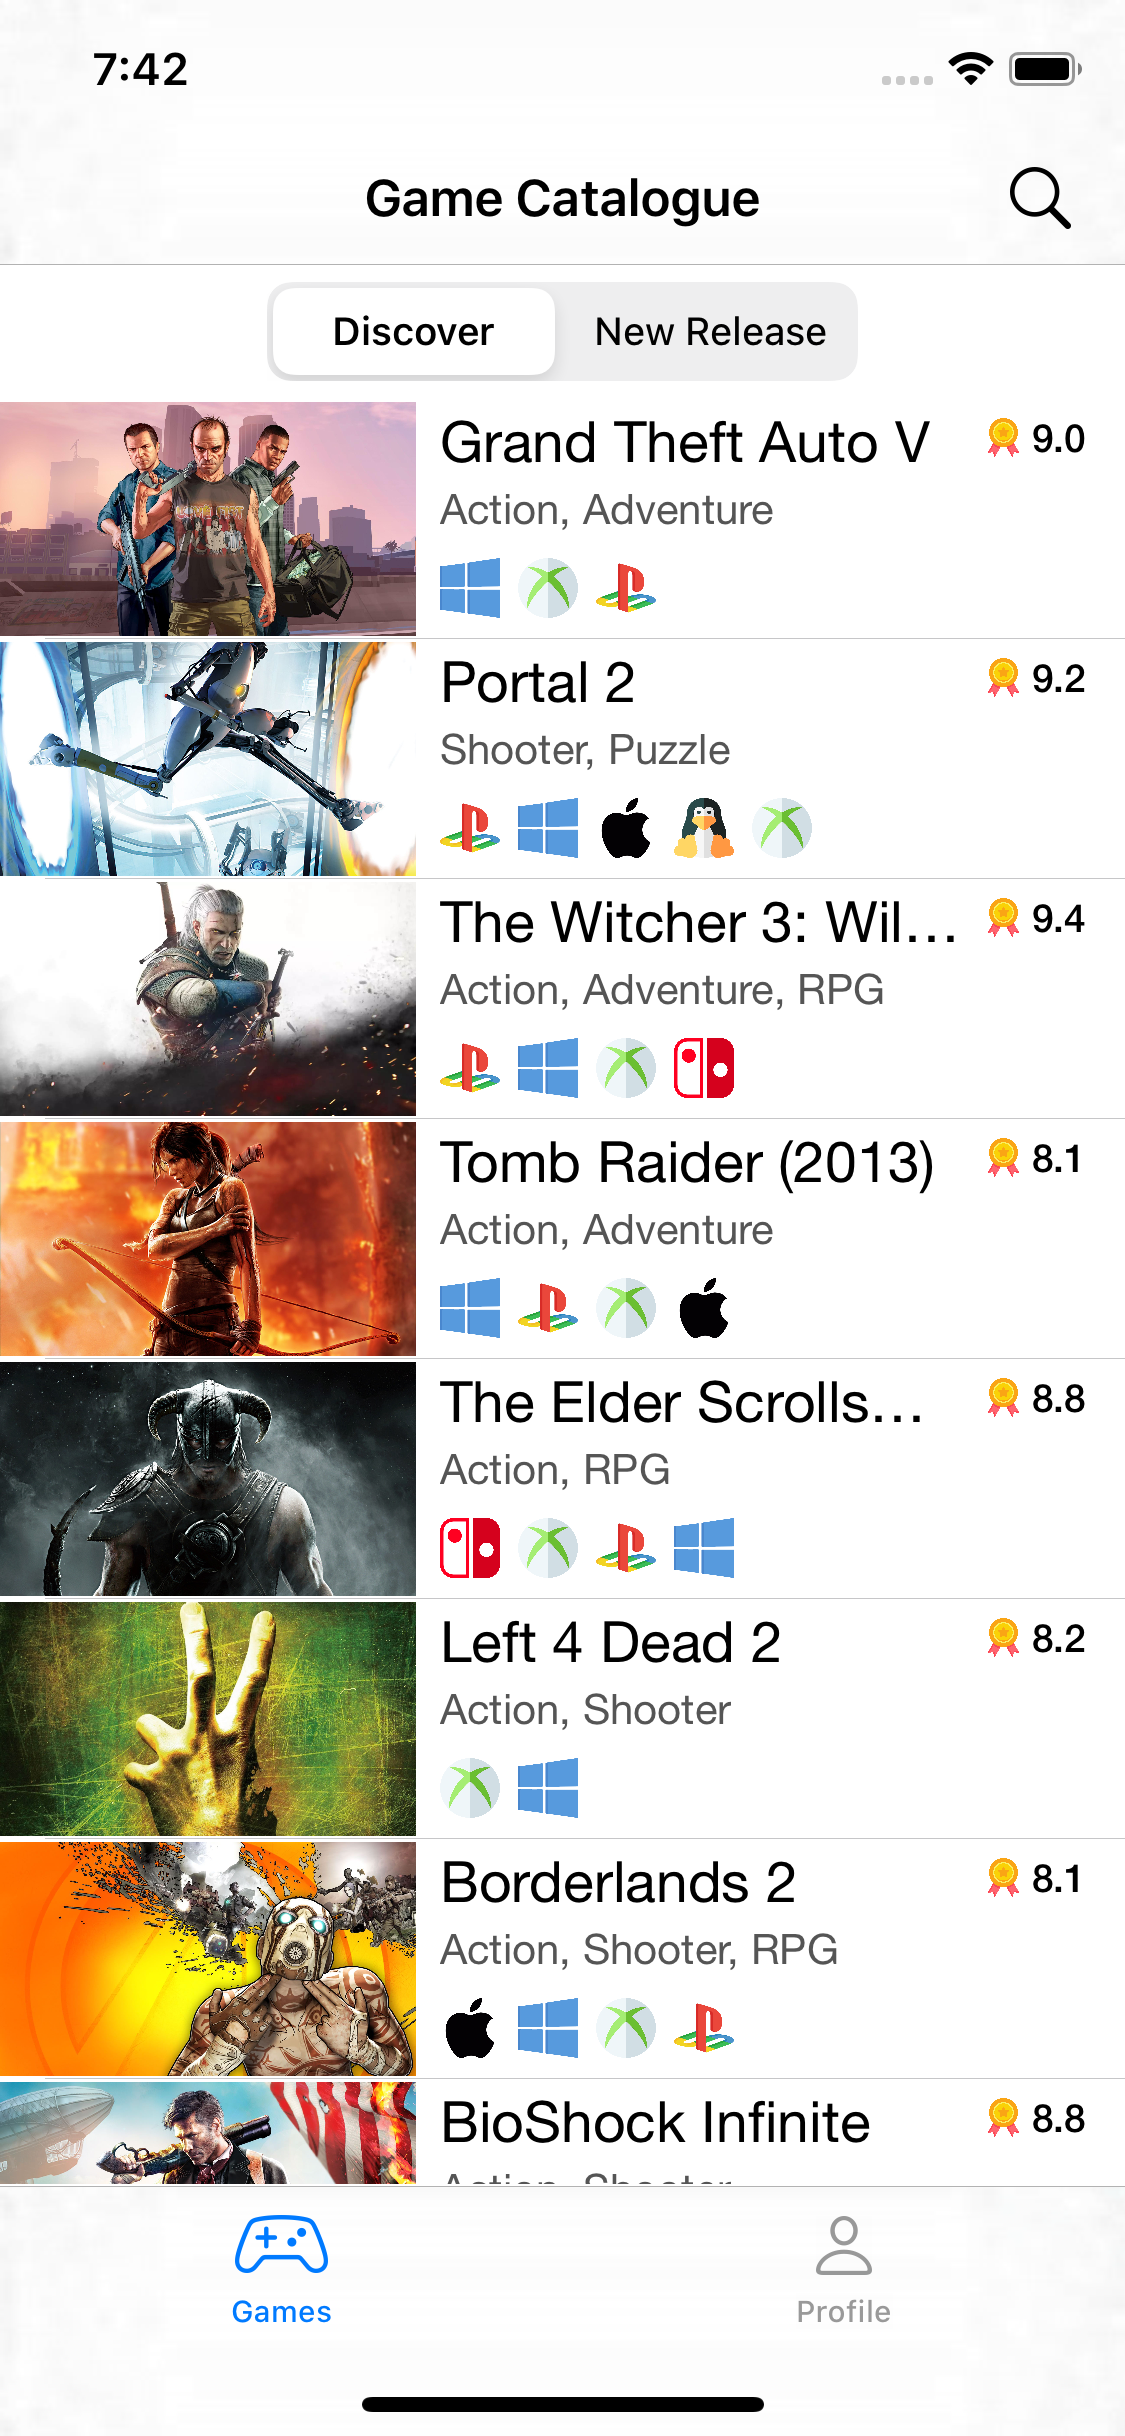 7:42
Game Catalogue
Discover New Release
Grand Theft Auto V 9.0
Action, Adventure
Portal 2 9.2
Shooter, Puzzle
The Witcher 3: Wil... 9.4
Action, Adventure, RPG
Tomb Raider (2013) 8.1
Action, Adventure
The Elder Scrolls... 8.8
Action, RPG
Left 4 Dead 2 8.2
Action, Shooter
Borderlands 2 8.1
Action, Shooter, RPG
BioShock Infinite 8.8
Action, Shooter
Games Profile